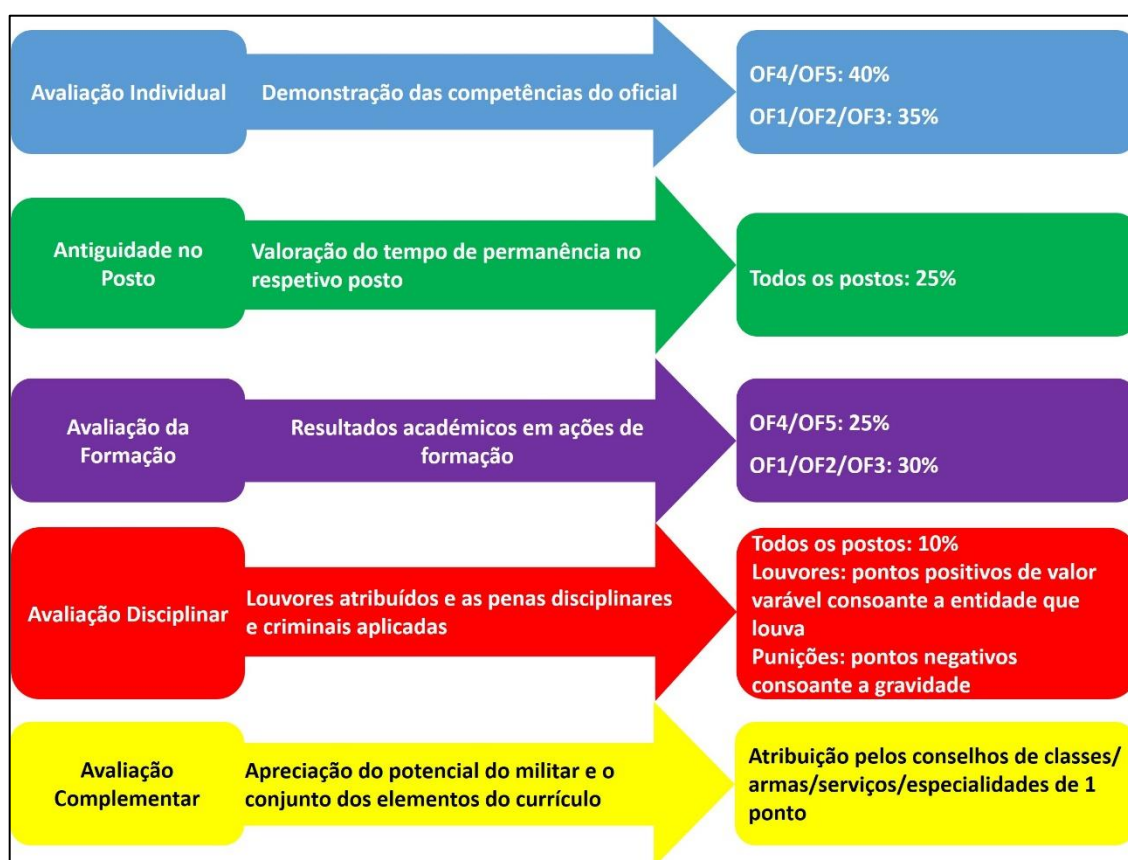 Avaliação Individual
Demonstração das competências do oficial
OF4/OF5: 40%
OF1/OF2/OF3: 35%
Antiguidade no
Posto
Valoração do tempo de permanência no
respetivo posto
Todos os postos: 25%
Avaliação da
Formação
Resultados académicos em ações de
formação
OF4/OF5: 25%
OF1/OF2/OF3: 30%
Avaliação Disciplinar
Louvores atribuídos e as penas disciplinares
e criminais aplicadas
Todos os postos: 10%
Louvores: pontos positivos de valor
varável consoante a entidade que
louva
Punições: pontos negativos
consoante a gravidade
Avaliação
Complementar
Apreciação do potencial do militar e o
conjunto dos elementos do currículo
Atribuição pelos conselhos de classes/
armas/serviços/especialidades de 1
ponto